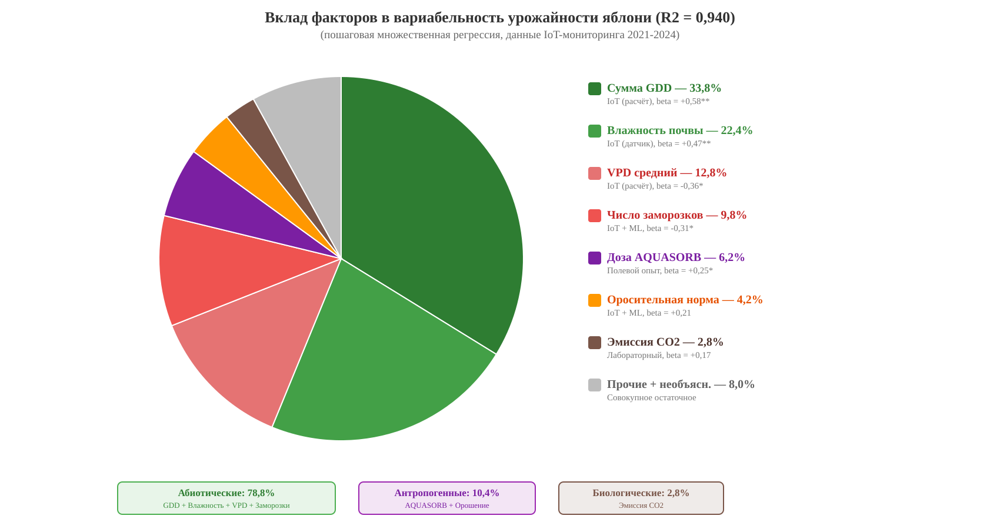 Вклад факторов в вариабельность урожайности яблони (R2 = 0,940)
(пошаговая множественная регрессия, данные IoT-мониторинга 2021-2024)
Сумма GDD — 33,8%
IoT (расчёт), beta = +0,58**
Влажность почвы — 22,4%
IoT (датчик), beta = +0,47**
VPD средний — 12,8%
IoT (расчёт), beta = -0,36*
Число заморозков — 9,8%
IoT + ML, beta = -0,31*
Доза AQUASORB — 6,2%
Полевой опыт, beta = +0,25*
Оросительная норма — 4,2%
IoT + ML, beta = +0,21
Эмиссия CO2 — 2,8%
Лабораторный, beta = +0,17
Прочие + необъясн. — 8,0%
Совокупное остаточное
Абиотические: 78,8%
GDD + Влажность + VPD + Заморозки
Антропогенные: 10,4%
AQUASORB + Орошение
Биологические: 2,8%
Эмиссия CO2